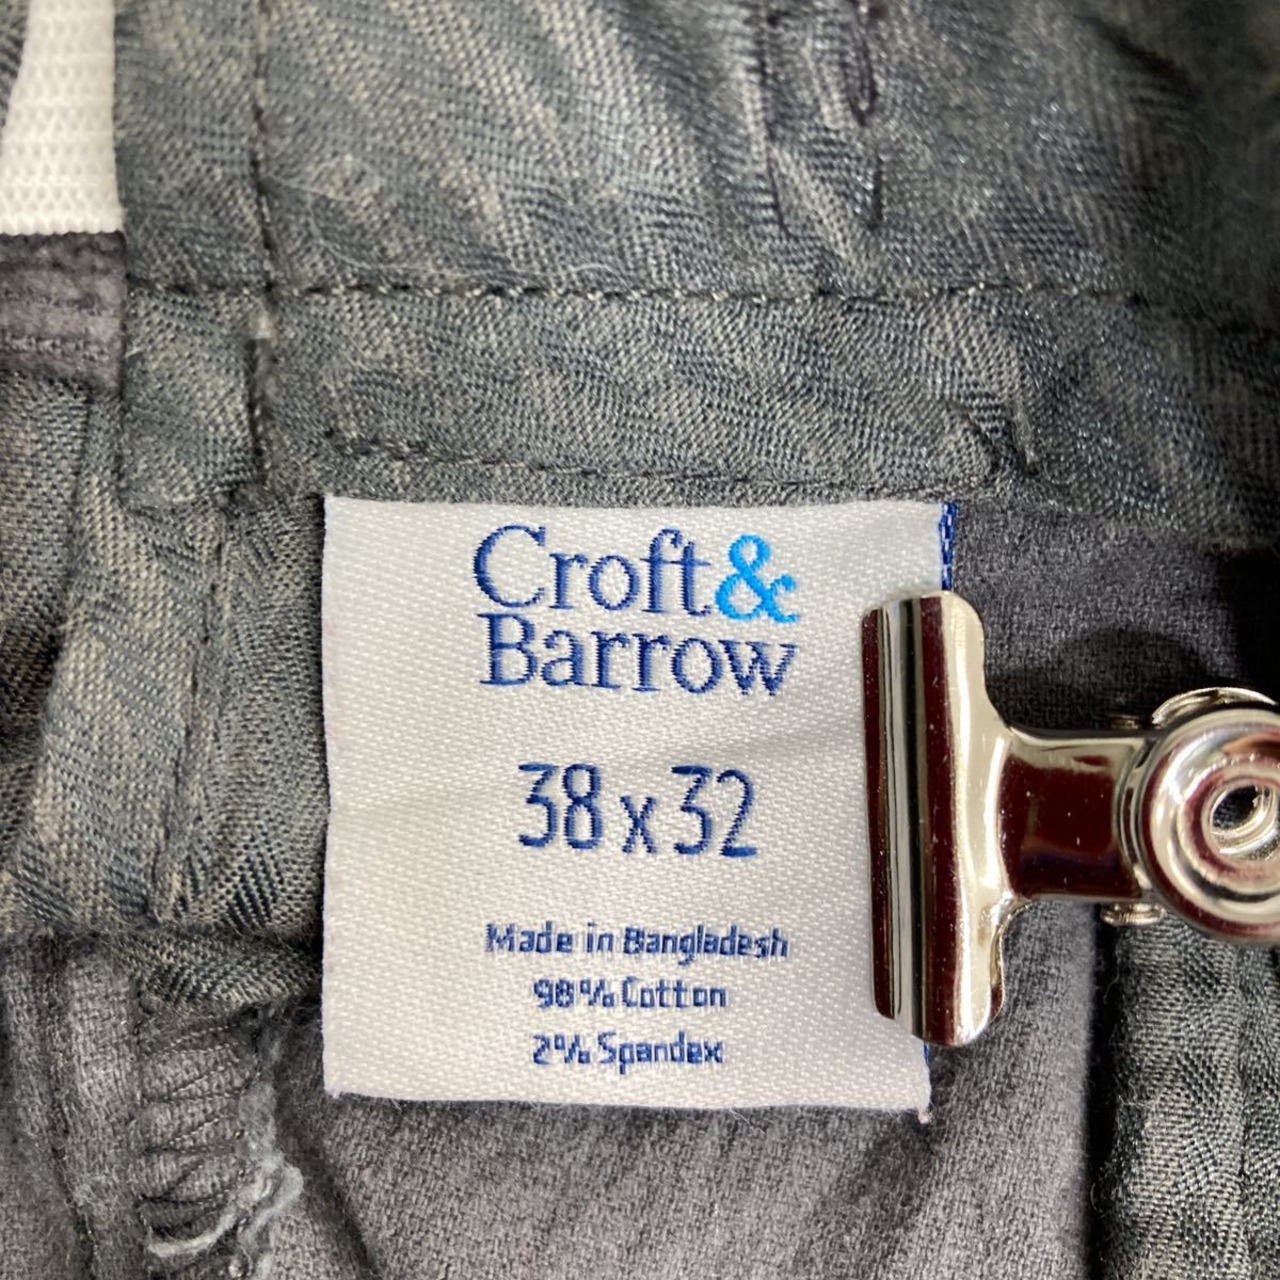 Croft&
Barrow
38 x 32
Made in Bangladesh
98% Cotton
2% Spandex